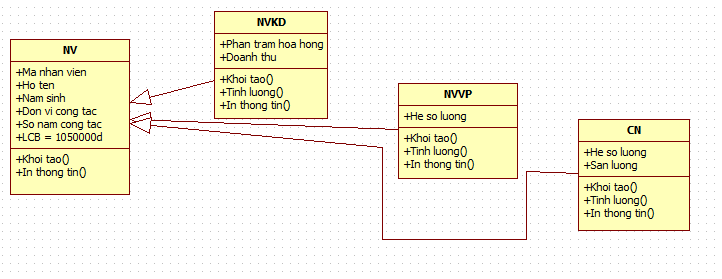 NV
+Ma nhan vien
+Ho ten
+Nam sinh
+Don vi cong tac
+So nam cong tac
+LCB = 1050000d
+Khoi tao()
+In thong tin()
NVKD
+Phan tram hoa hong
+Doanh thu
+Khoi tao()
+Tinh luong()
+In thong tin()
NVVP
+He so luong
+Khoi tao()
+Tinh luong()
+In thong tin()
CN
+He so luong
+San luong
+Khoi tao()
+Tinh luong()
+In thong tin()